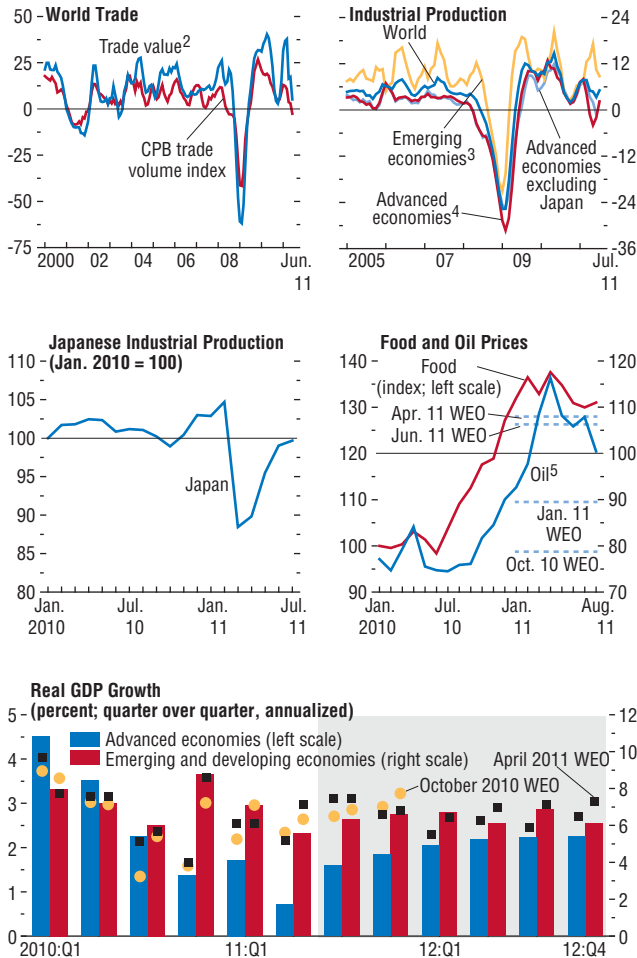 World Trade
50
25
0
-25
-50
-75
Trade value2
CPB trade
volume index
2000 02 04 06 08 Jun.
11
Industrial Production
24
12
0
-12
-24
-36
World
Emerging
economies3
Advanced
economies
excluding
Japan
Advanced
economies4
2005 07 09 Jul.
11
Japanese Industrial Production
(Jan. 2010 = 100)
110
105
100
95
90
85
80
Japan
Jan. Jul. Jan. Jul.
2010 10 11 11
Food and Oil Prices
140
130
120
110
100
90
120
110
100
90
80
70
Food
(index; left scale)
Apr. 11 WEO
Jun. 11 WEO
Oil5
Jan. 11
WEO
Oct. 10 WEO
Jan. Jul. Jan. Aug.
2010 10 11 11
Real GDP Growth
(percent; quarter over quarter, annualized)
5
4
3
2
1
0
12
10
8
6
4
2
0
Advanced economies (left scale)
Emerging and developing economies (right scale)
April 2011 WEO
October 2010 WEO
2010:Q1 11:Q1 12:Q1 12:Q4